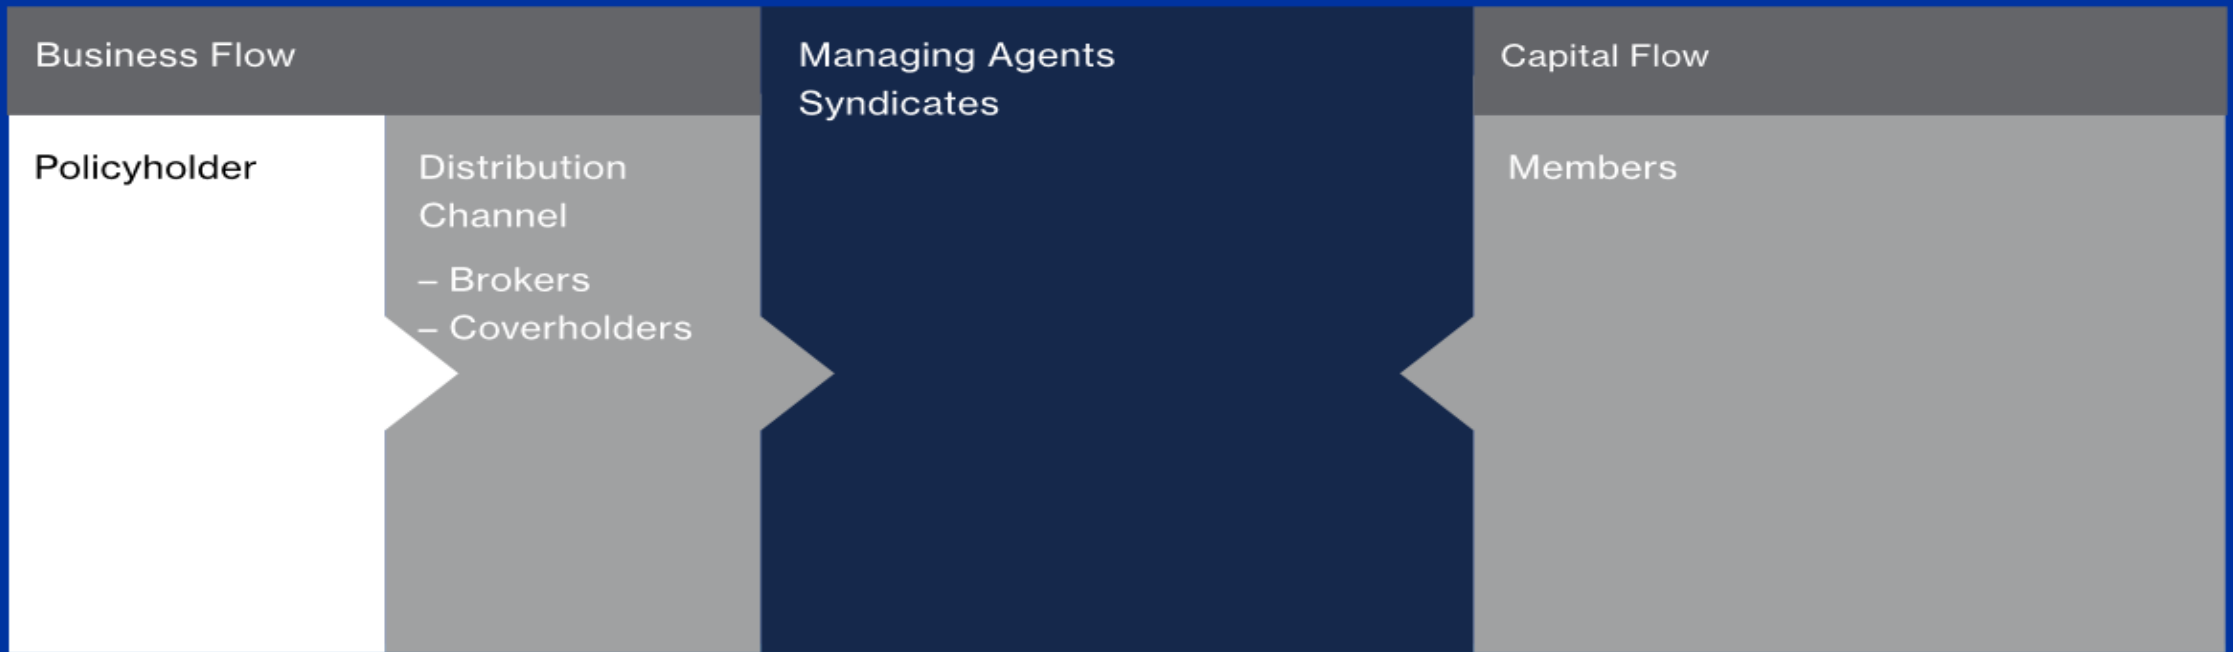 Business Flow
Managing Agents
Syndicates
Capital Flow
Policyholder
Distribution
Channel
– Brokers
– Coverholders
Members